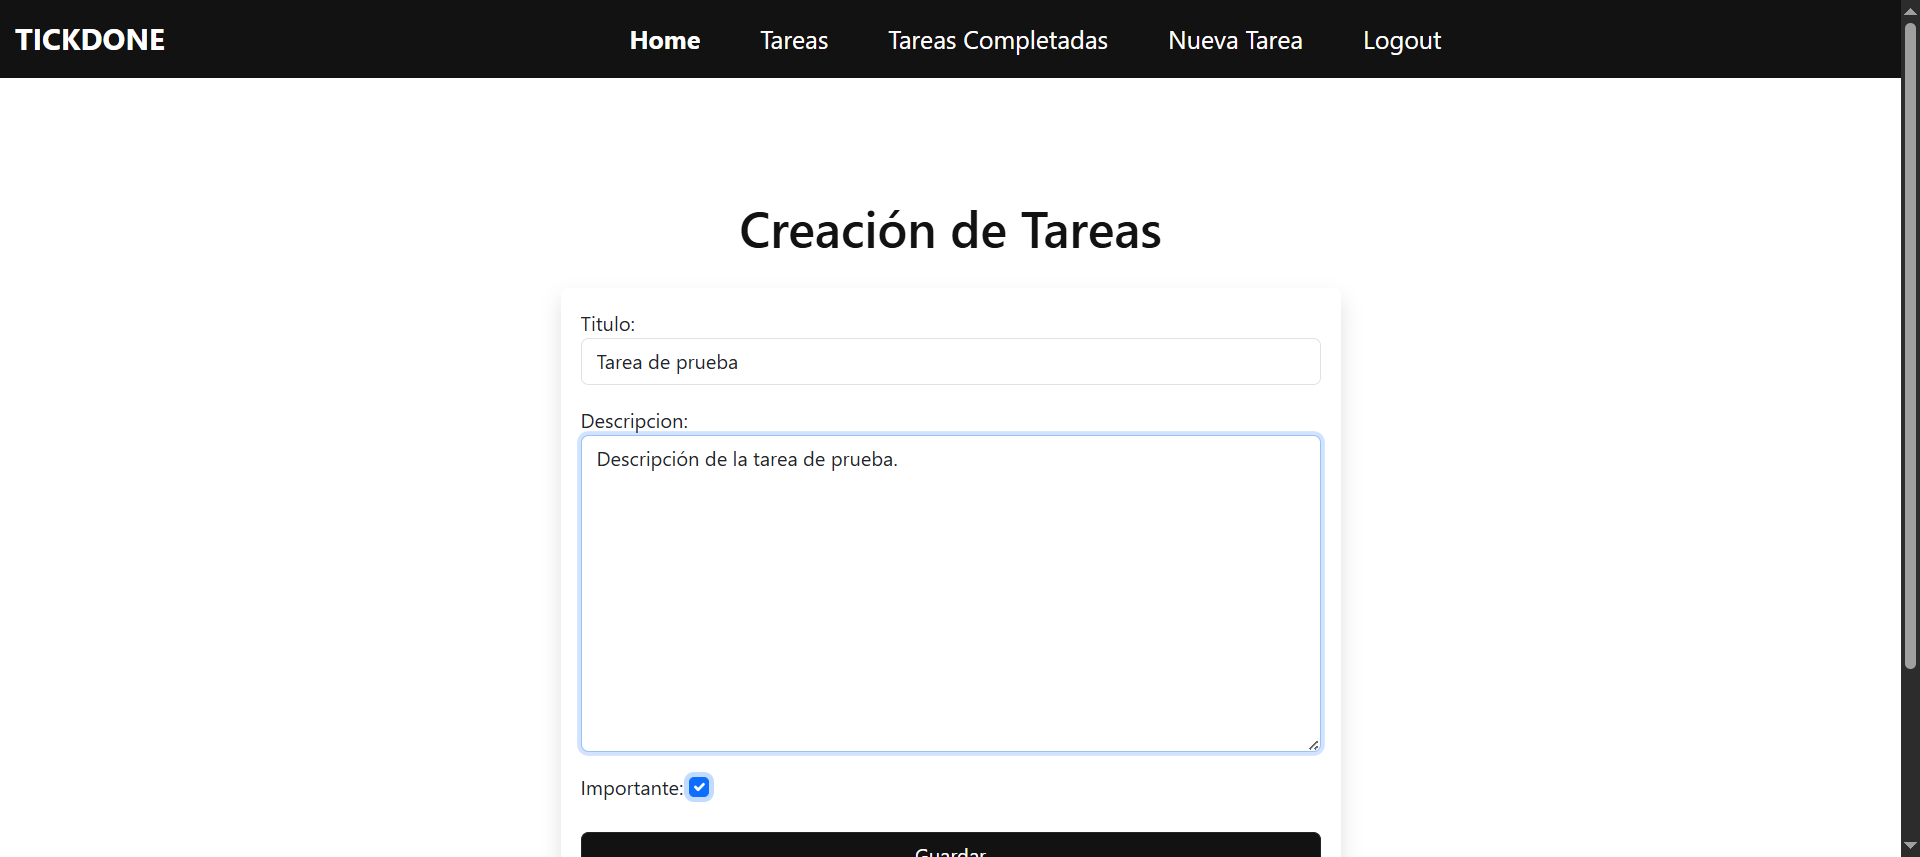 TICKDONE Home Tareas Tareas Completadas Nueva Tarea Logout
Creación de Tareas
Titulo:
Tarea de prueba
Descripcion:
Descripción de la tarea de prueba.
Importante:
Guardar